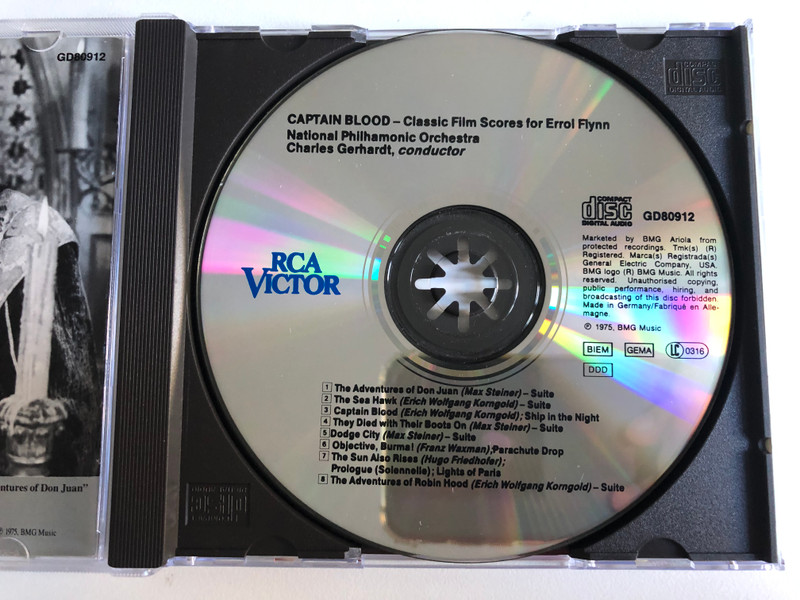 GD80912
ntures of Don Juan"
℗ 1975, BMG Music
CAPTAIN BLOOD – Classic Film Scores for Errol Flynn
National Philhamonic Orchestra
Charles Gerhardt, conductor
RCA
VICTOR
COMPACT
disc
DIGITAL AUDIO
GD80912
Marketed by BMG Ariola from
protected recordings. Tmk(s) (R)
Registered. Marca(s) Registrada(s)
General Electric Company, USA.
BMG logo (R) BMG Music. All rights
reserved. Unauthorised copying,
public performance, hiring, and
broadcasting of this disc forbidden.
Made in Germany/Fabriqué en Alle-
magne
℗ 1975, BMG Music
BIEM GEMA LC 0316
DDD
1 The Adventures of Don Juan (Max Steiner) – Suite
2 The Sea Hawk (Erich Wolfgang Korngold) – Suite
3 Captain Blood (Erich Wolfgang Korngold); Ship in the Night
4 They Died with Their Boots On (Max Steiner) – Suite
5 Dodge City (Max Steiner) – Suite
6 Objective, Burma! (Franz Waxman); Parachute Drop
7 The Sun Also Rises (Hugo Friedhofer);
Prologue (Solennelle); Lights of Paris
8 The Adventures of Robin Hood (Erich Wolfgang Korngold) – Suite
COMPACT
disc
DIGITAL AUDIO